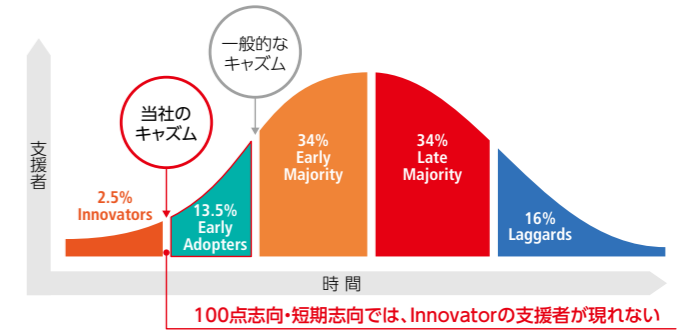 一般的な
キャズム
当社の
キャズム
支援者
2.5%
Innovators
13.5%
Early
Adopters
34%
Early
Majority
34%
Late
Majority
16%
Laggards
時間
100点志向・短期志向では、Innovatorの支援者が現れない